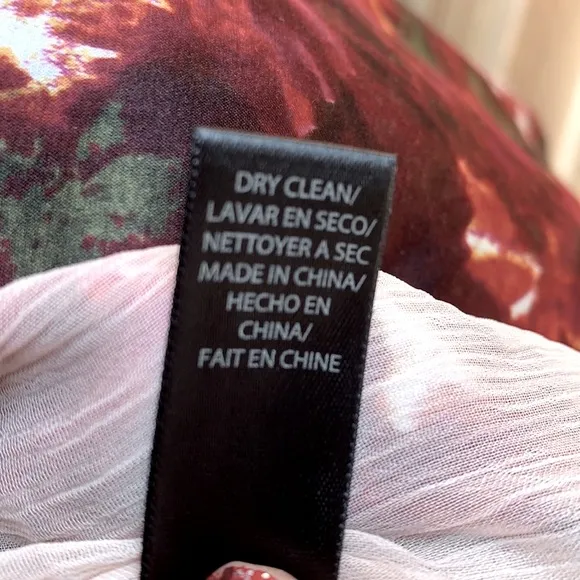 DRY CLEAN/
LAVAR EN SECO/
NETTOYER A SEC
MADE IN CHINA/
HECHO EN
CHINA/
FAIT EN CHINE